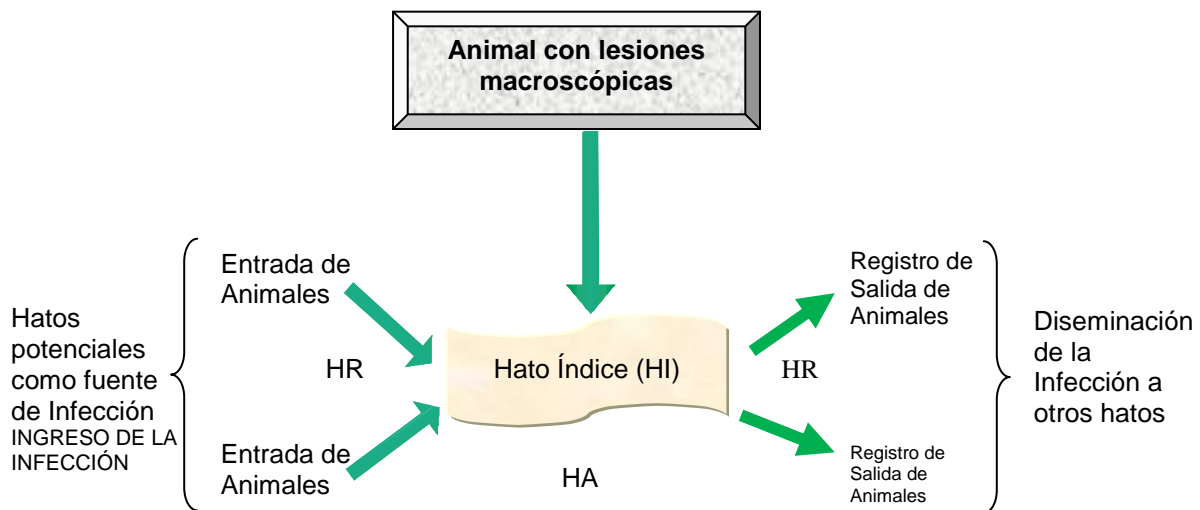 Animal con lesiones
macroscópicas
Hatos
potenciales
como fuente
de Infección
INGRESO DE LA
INFECCIÓN
Entrada de
Animales
HR
Entrada de
Animales
Hato Índice (HI)
HA
Registro de
Salida de
Animales
HR
Registro de
Salida de
Animales
Diseminación
de la
Infección a
otros hatos